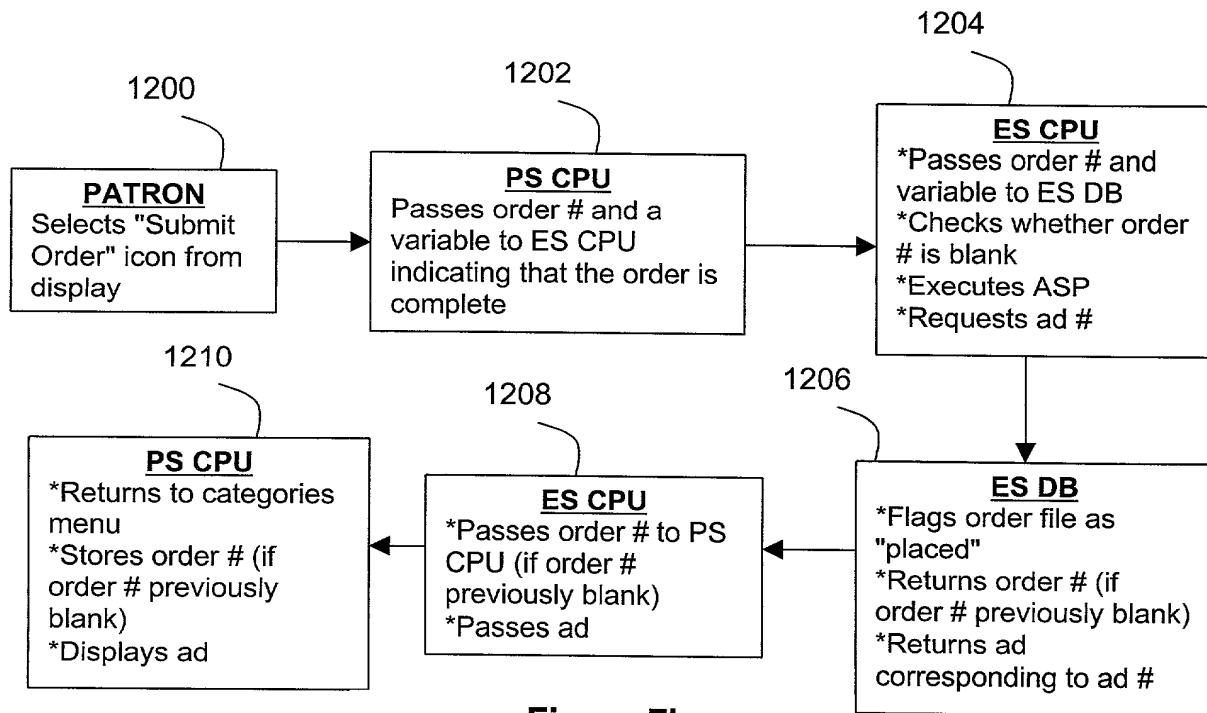 1200
PATRON
Selects "Submit
Order" icon from
display
1202
PS CPU
Passes order # and a
variable to ES CPU
indicating that the order is
complete
1204
ES CPU
*Passes order # and
variable to ES DB
*Checks whether order
# is blank
*Executes ASP
*Requests ad #
1206
ES DB
*Flags order file as
"placed"
*Returns order # (if
order # previously blank)
*Returns ad
corresponding to ad #
1208
ES CPU
*Passes order # to PS
CPU (if order #
previously blank)
*Passes ad
1210
PS CPU
*Returns to categories
menu
*Stores order # (if
order # previously
blank)
*Displays ad